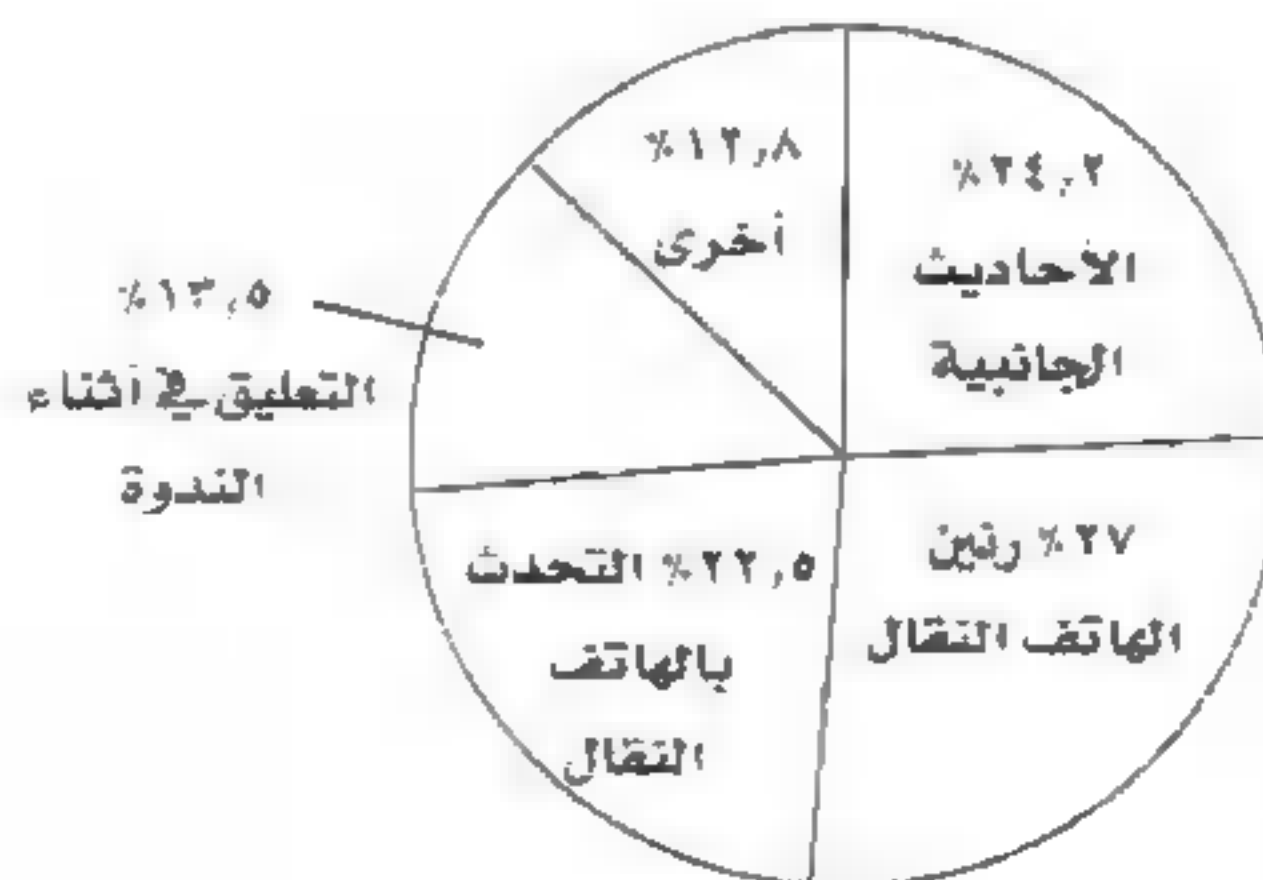 ٢٤,٢%
الأحاديث
الجانبية
٢٧% رنين
الهاتف النقال
٢٢,٥% التحدث
بالهاتف
النقال
١٣,٥%
التعليق في أثناء
الندوة
١٢,٨%
أخرى